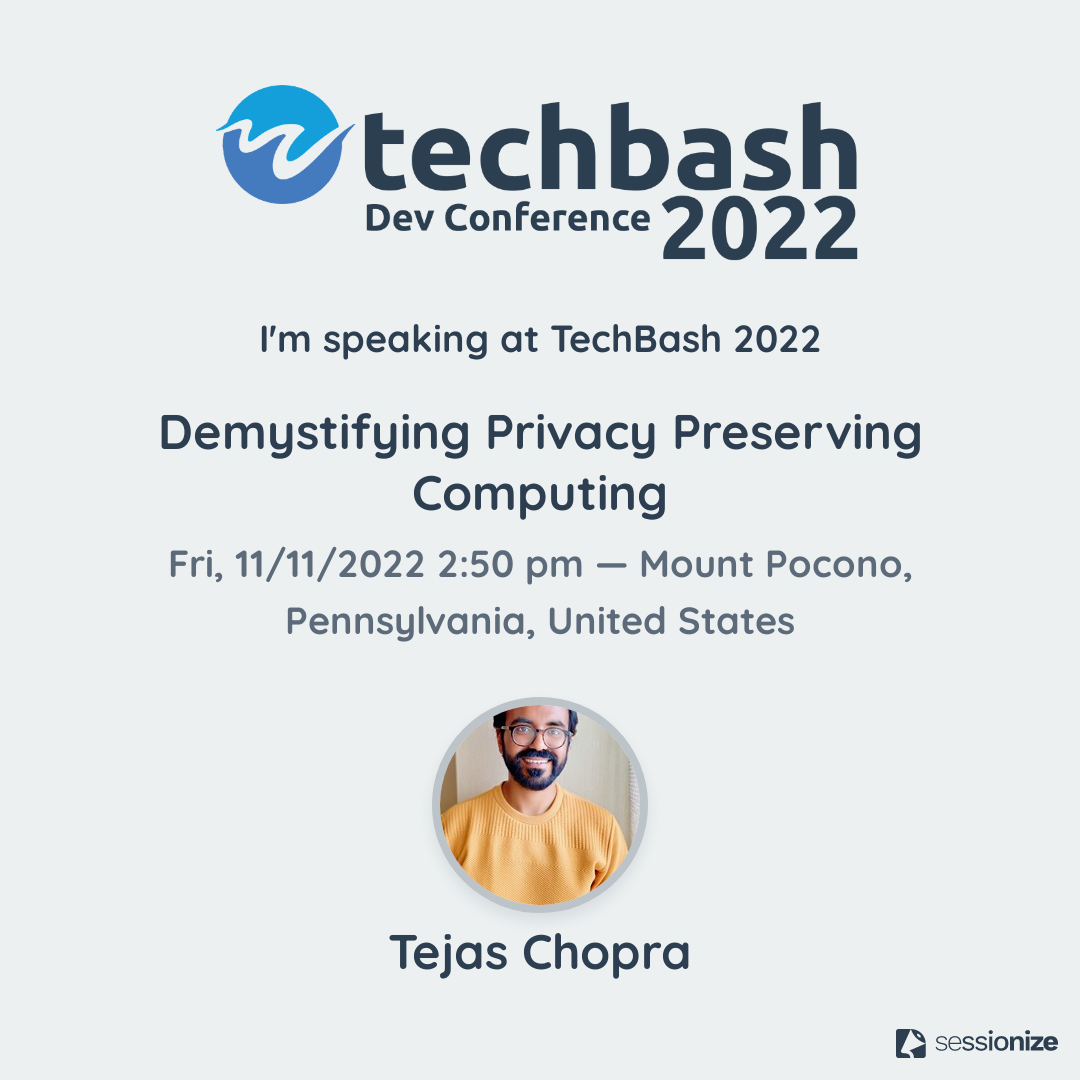 techbash
Dev Conference 2022
I'm speaking at TechBash 2022
Demystifying Privacy Preserving
Computing
Fri, 11/11/2022 2:50 pm — Mount Pocono,
Pennsylvania, United States
Tejas Chopra
sessionize